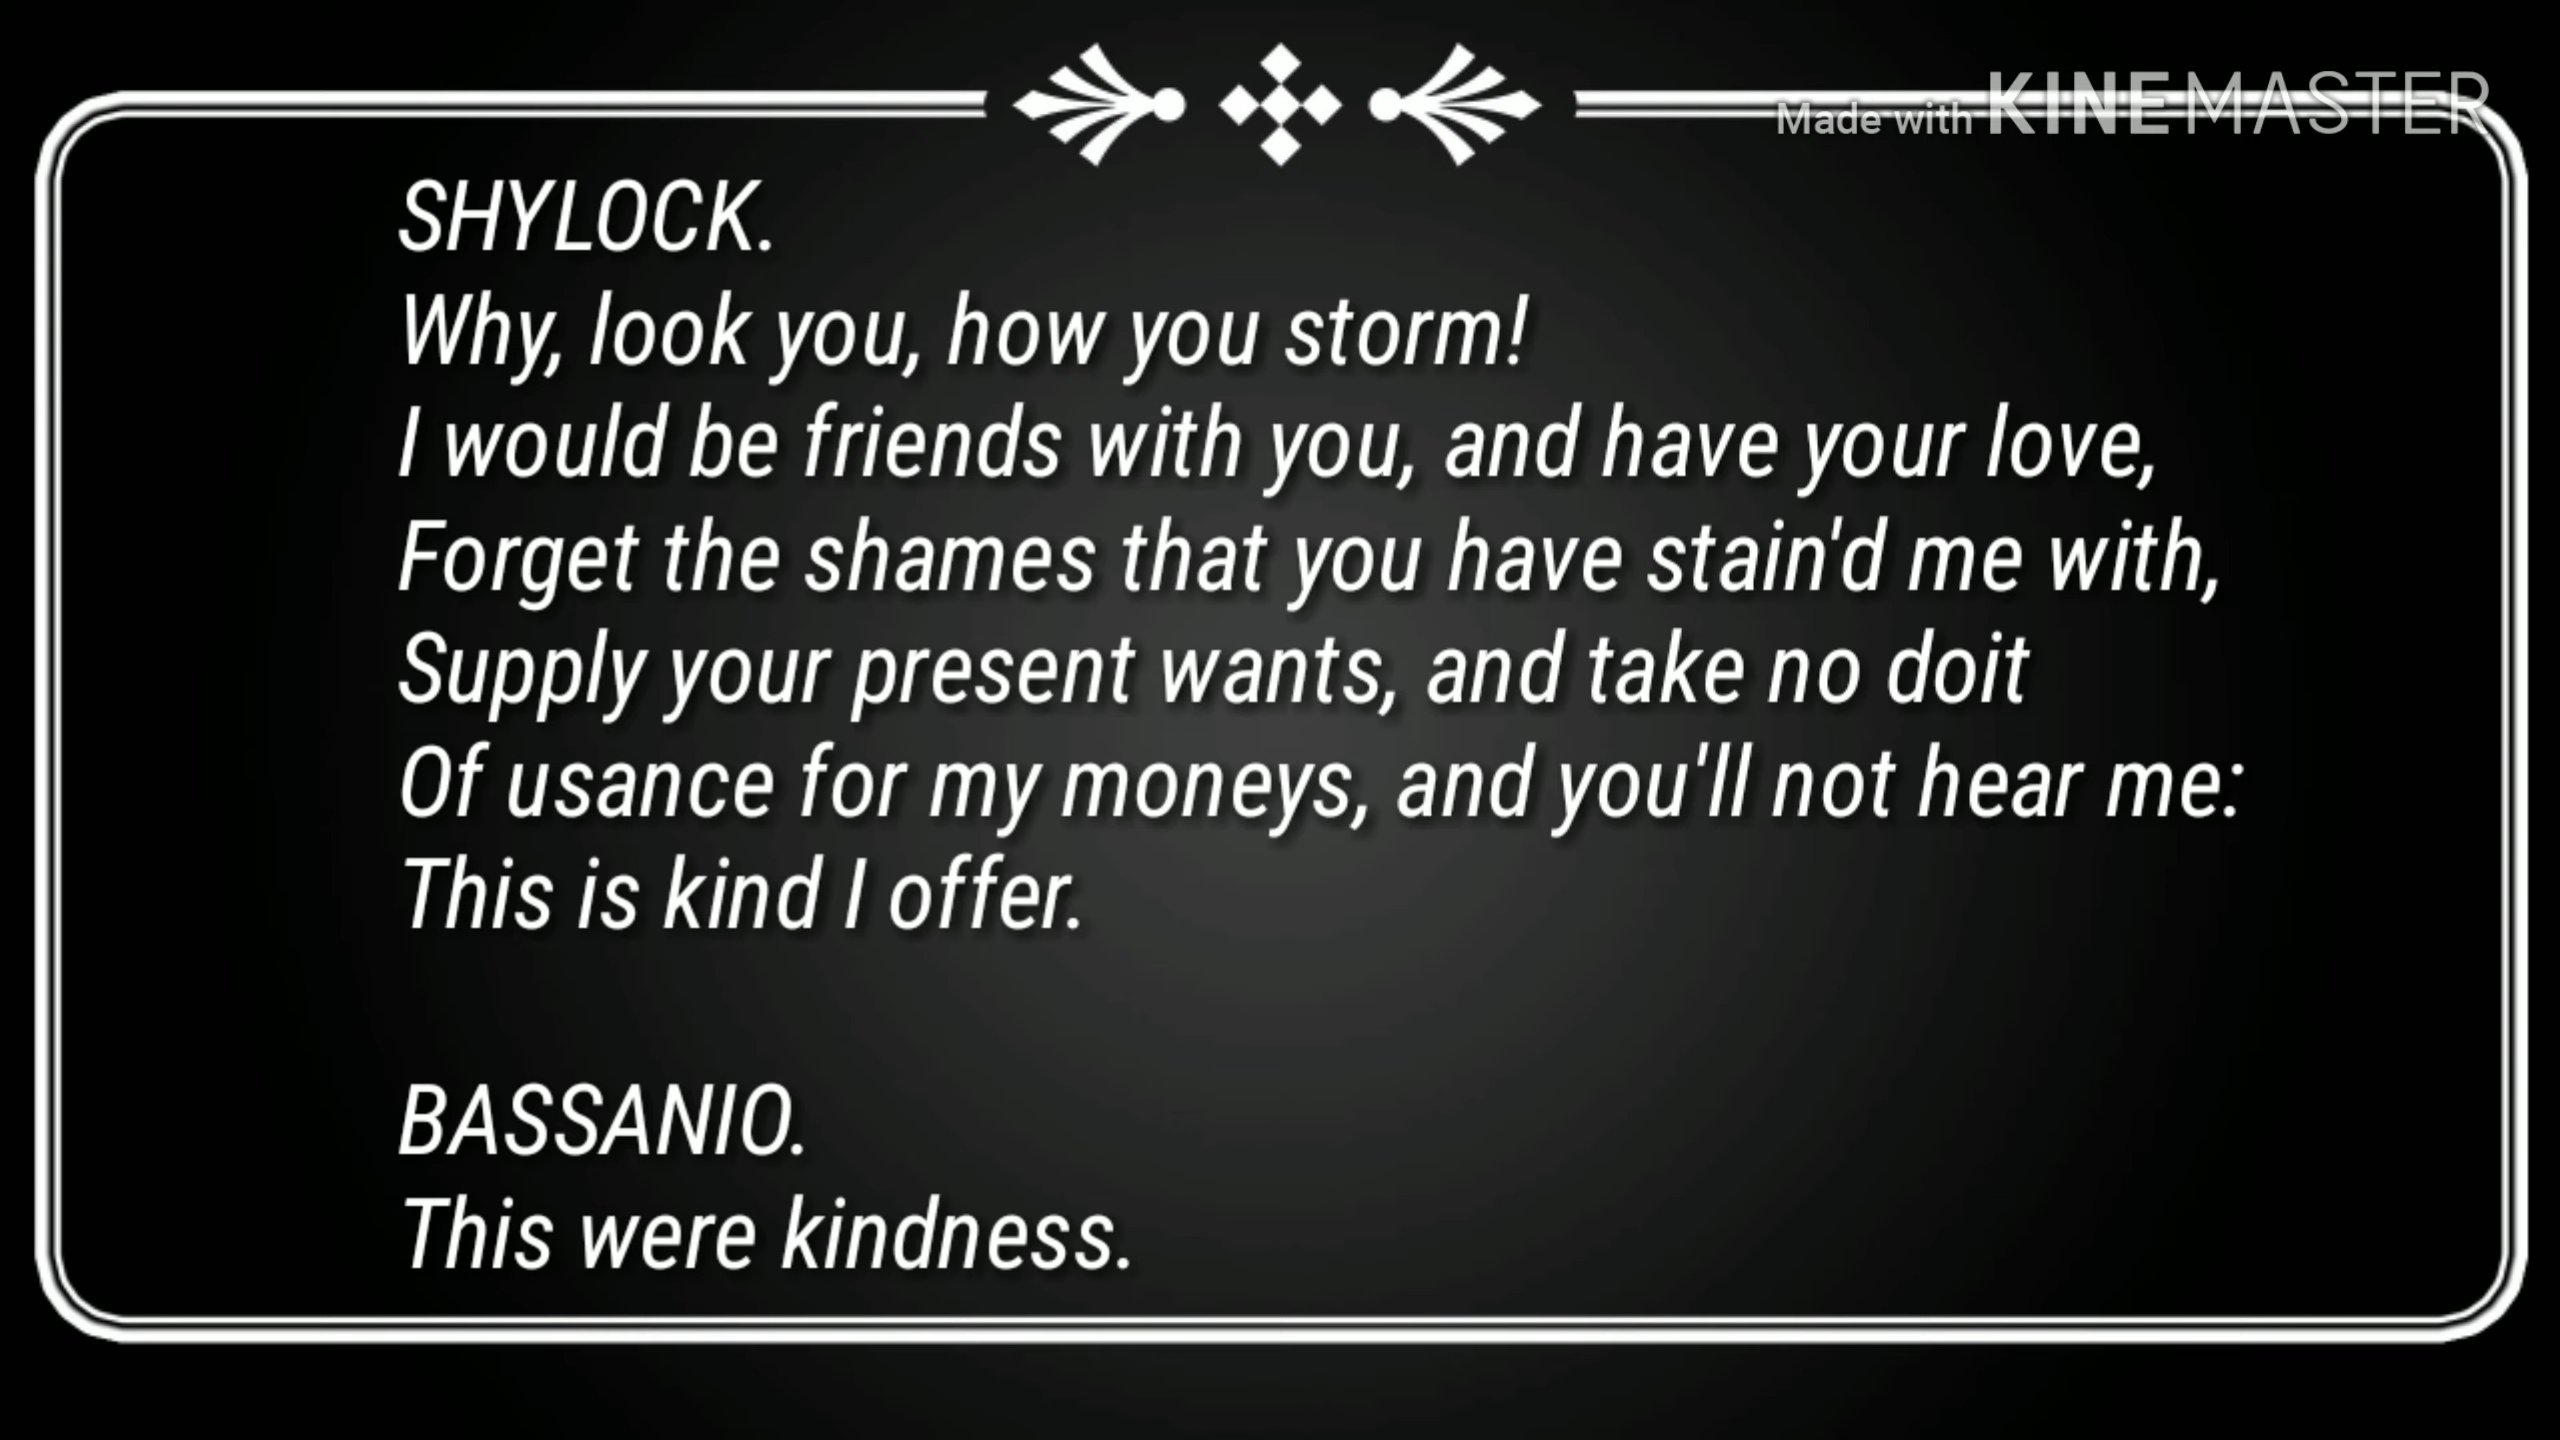 Made with KINEMASTER
SHYLOCK.
Why, look you, how you storm!
I would be friends with you, and have your love,
Forget the shames that you have stain'd me with,
Supply your present wants, and take no doit
Of usance for my moneys, and you'll not hear me:
This is kind I offer.
BASSANIO.
This were kindness.